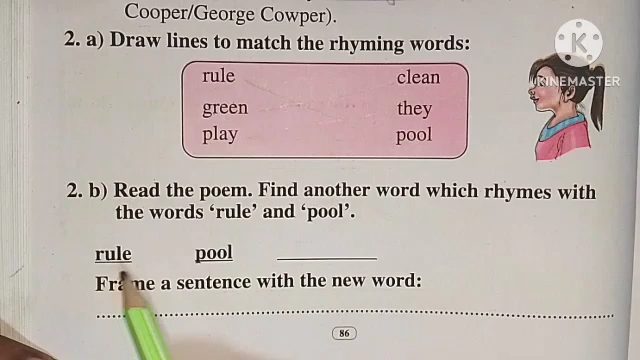 Cooper/George Cowper).
2. a) Draw lines to match the rhyming words:
rule clean
green they
play pool
KINEMASTER
2. b) Read the poem. Find another word which rhymes with
the words ‘rule’ and ‘pool’.
rule pool
Frame a sentence with the new word:
86